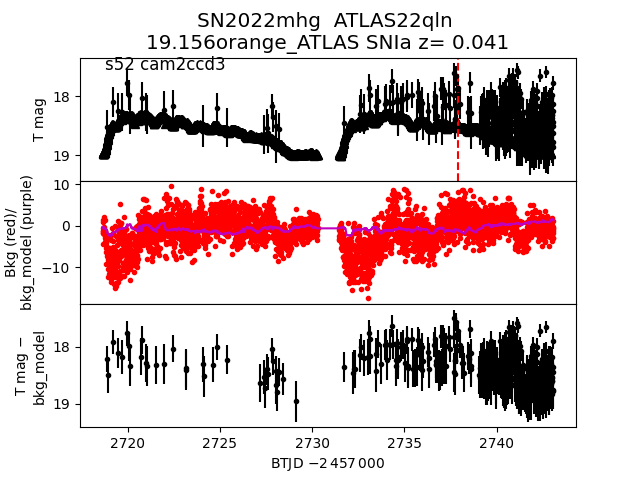 SN2022mhg  ATLAS22qln
19.156orange_ATLAS SNIa z= 0.041
s52 cam2ccd3
T mag
18
19
Bkg (red)/
bkg_model (purple)
10
0
−10
T mag −
bkg_model
18
19
2720 2725 2730 2735 2740
BTJD −2 457 000